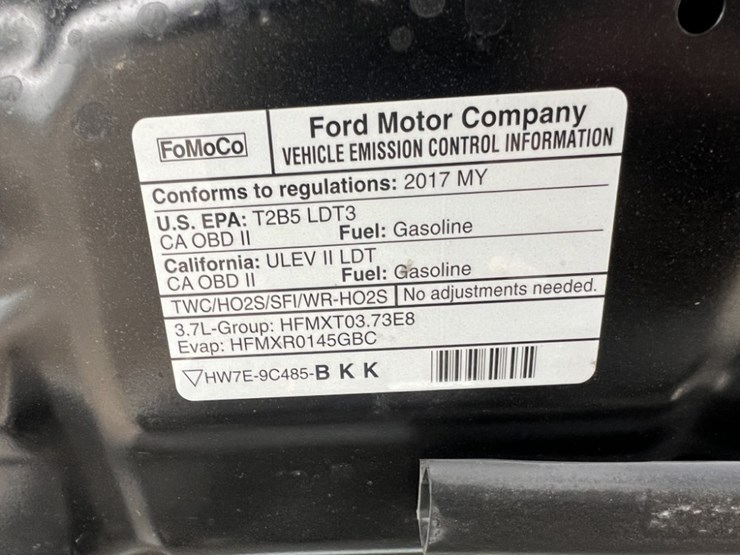 FoMoCo
Ford Motor Company
VEHICLE EMISSION CONTROL INFORMATION
Conforms to regulations: 2017 MY
U.S. EPA: T2B5 LDT3
CA OBD II Fuel: Gasoline
California: ULEV II LDT
CA OBD II Fuel: Gasoline
TWC/HO2S/SFI/WR-HO2S No adjustments needed.
3.7L-Group: HFMXT03.73E8
Evap: HFMXR0145GBC
HW7E-9C485-B K K